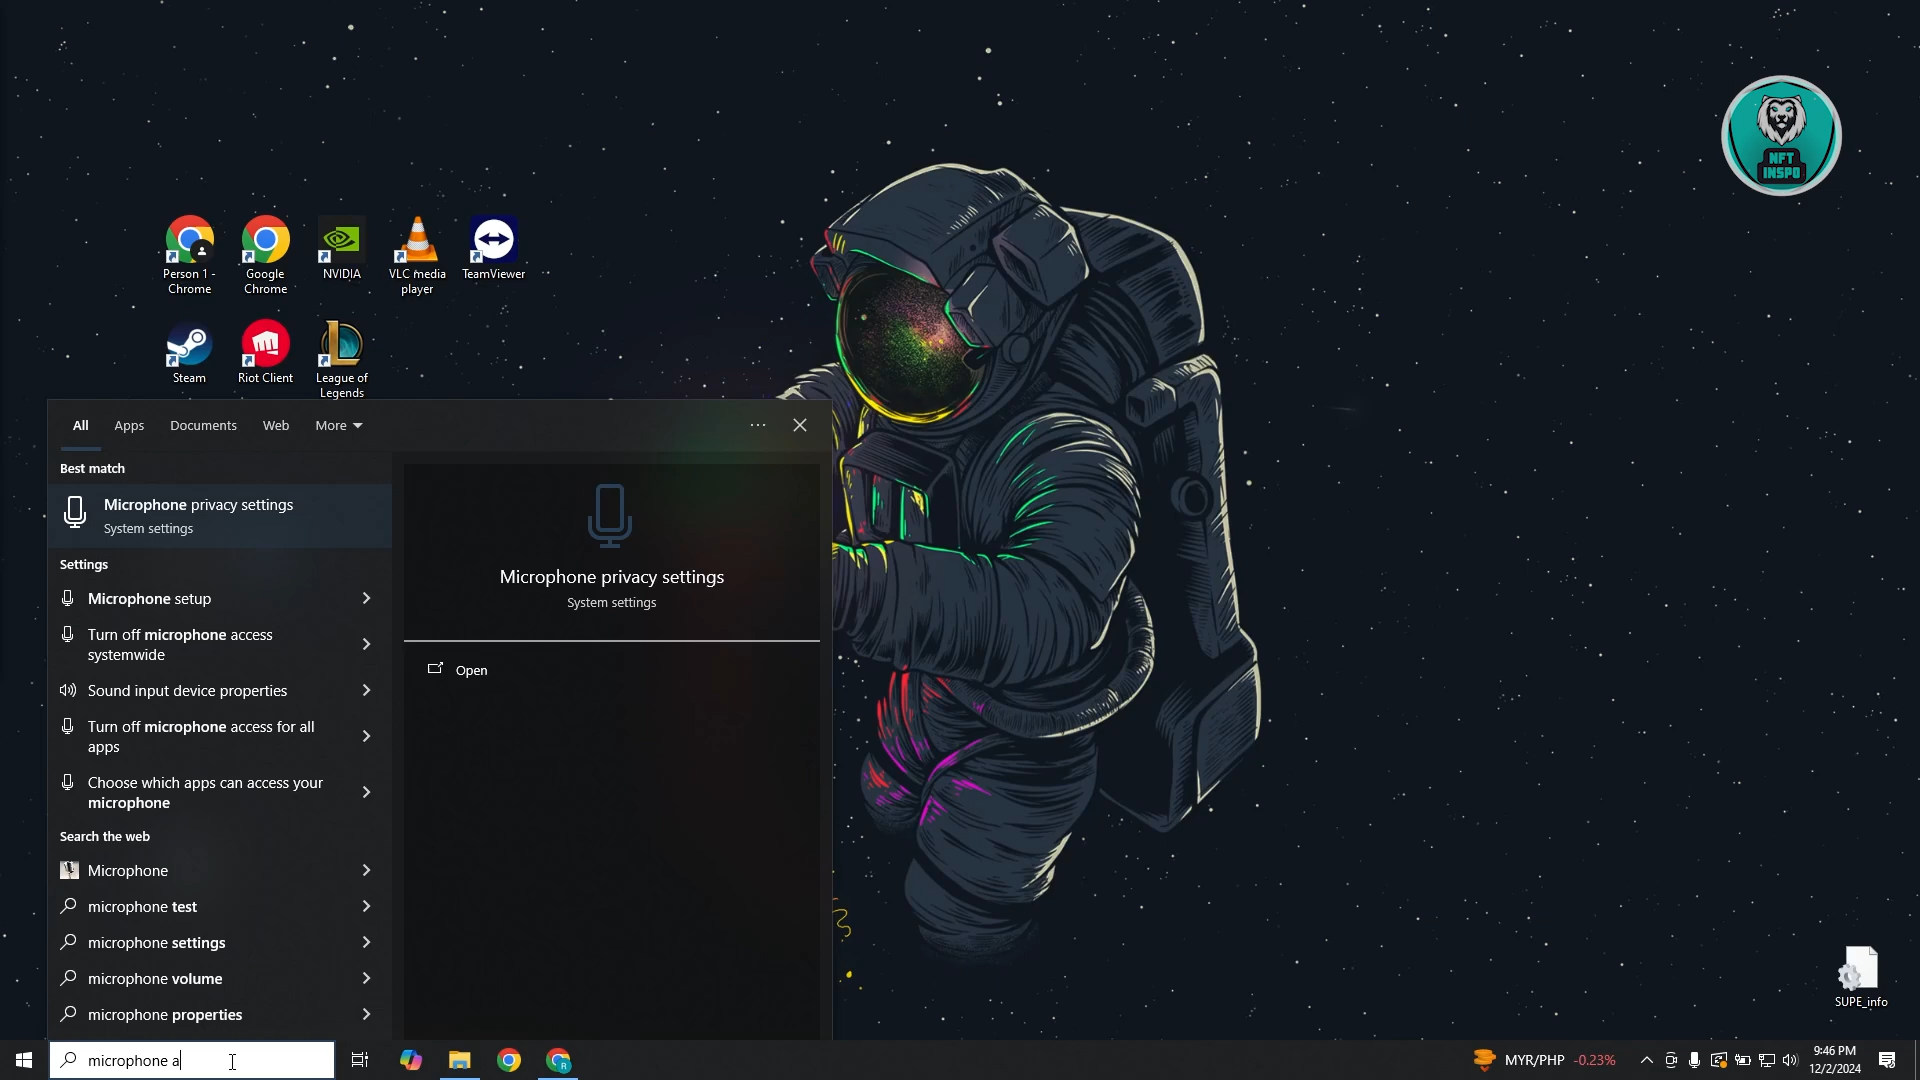 NFT
INSPO
Person 1 -
Chrome
Google
Chrome
NVIDIA
VLC media
player
TeamViewer
Steam
Riot Client
League of
Legends
All
Apps
Documents
Web
More
Best match
Microphone privacy settings
System settings
Settings
Microphone setup
Turn off microphone access
systemwide
Sound input device properties
Turn off microphone access for all
apps
Choose which apps can access your
microphone
Search the web
Microphone
microphone test
microphone settings
microphone volume
microphone properties
Microphone privacy settings
System settings
Open
SUPE_info
microphone a
R
MYR/PHP -0.23%
9:46 PM
12/2/2024